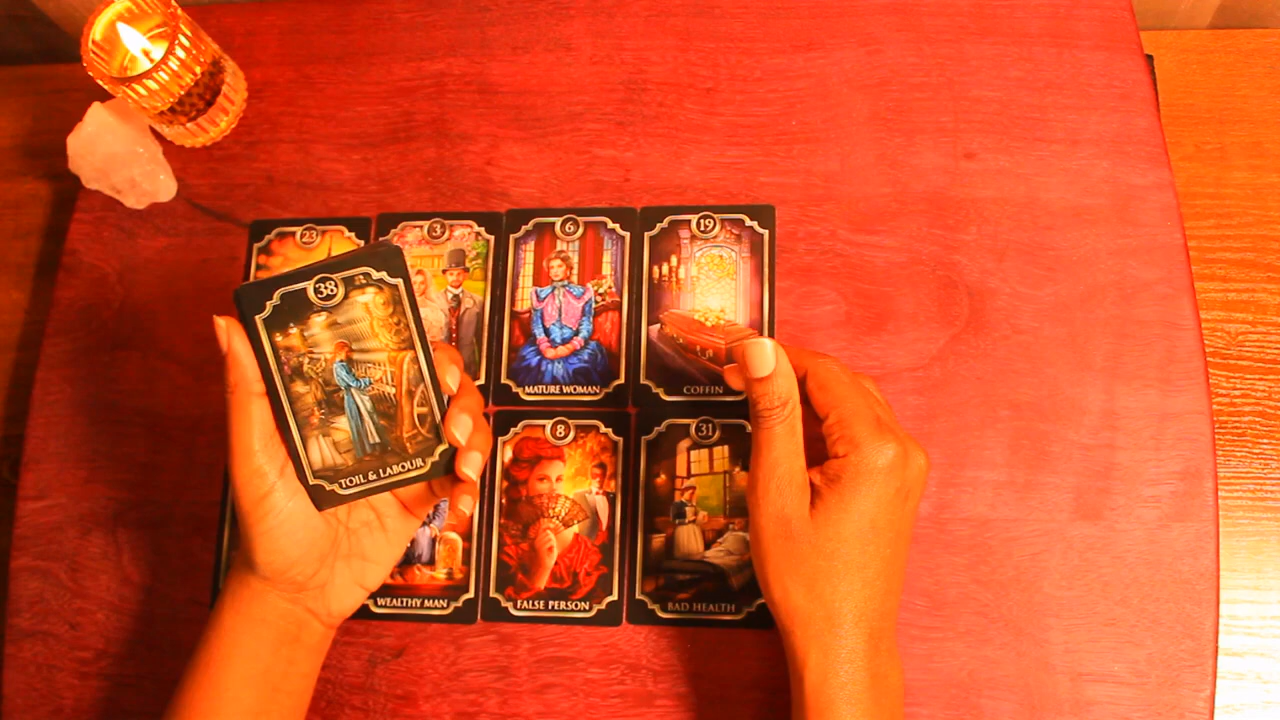 23
3
6
19
MATURE WOMAN
COFFIN
38
TOIL & LABOUR
8
31
WEALTHY MAN
FALSE PERSON
BAD HEALTH